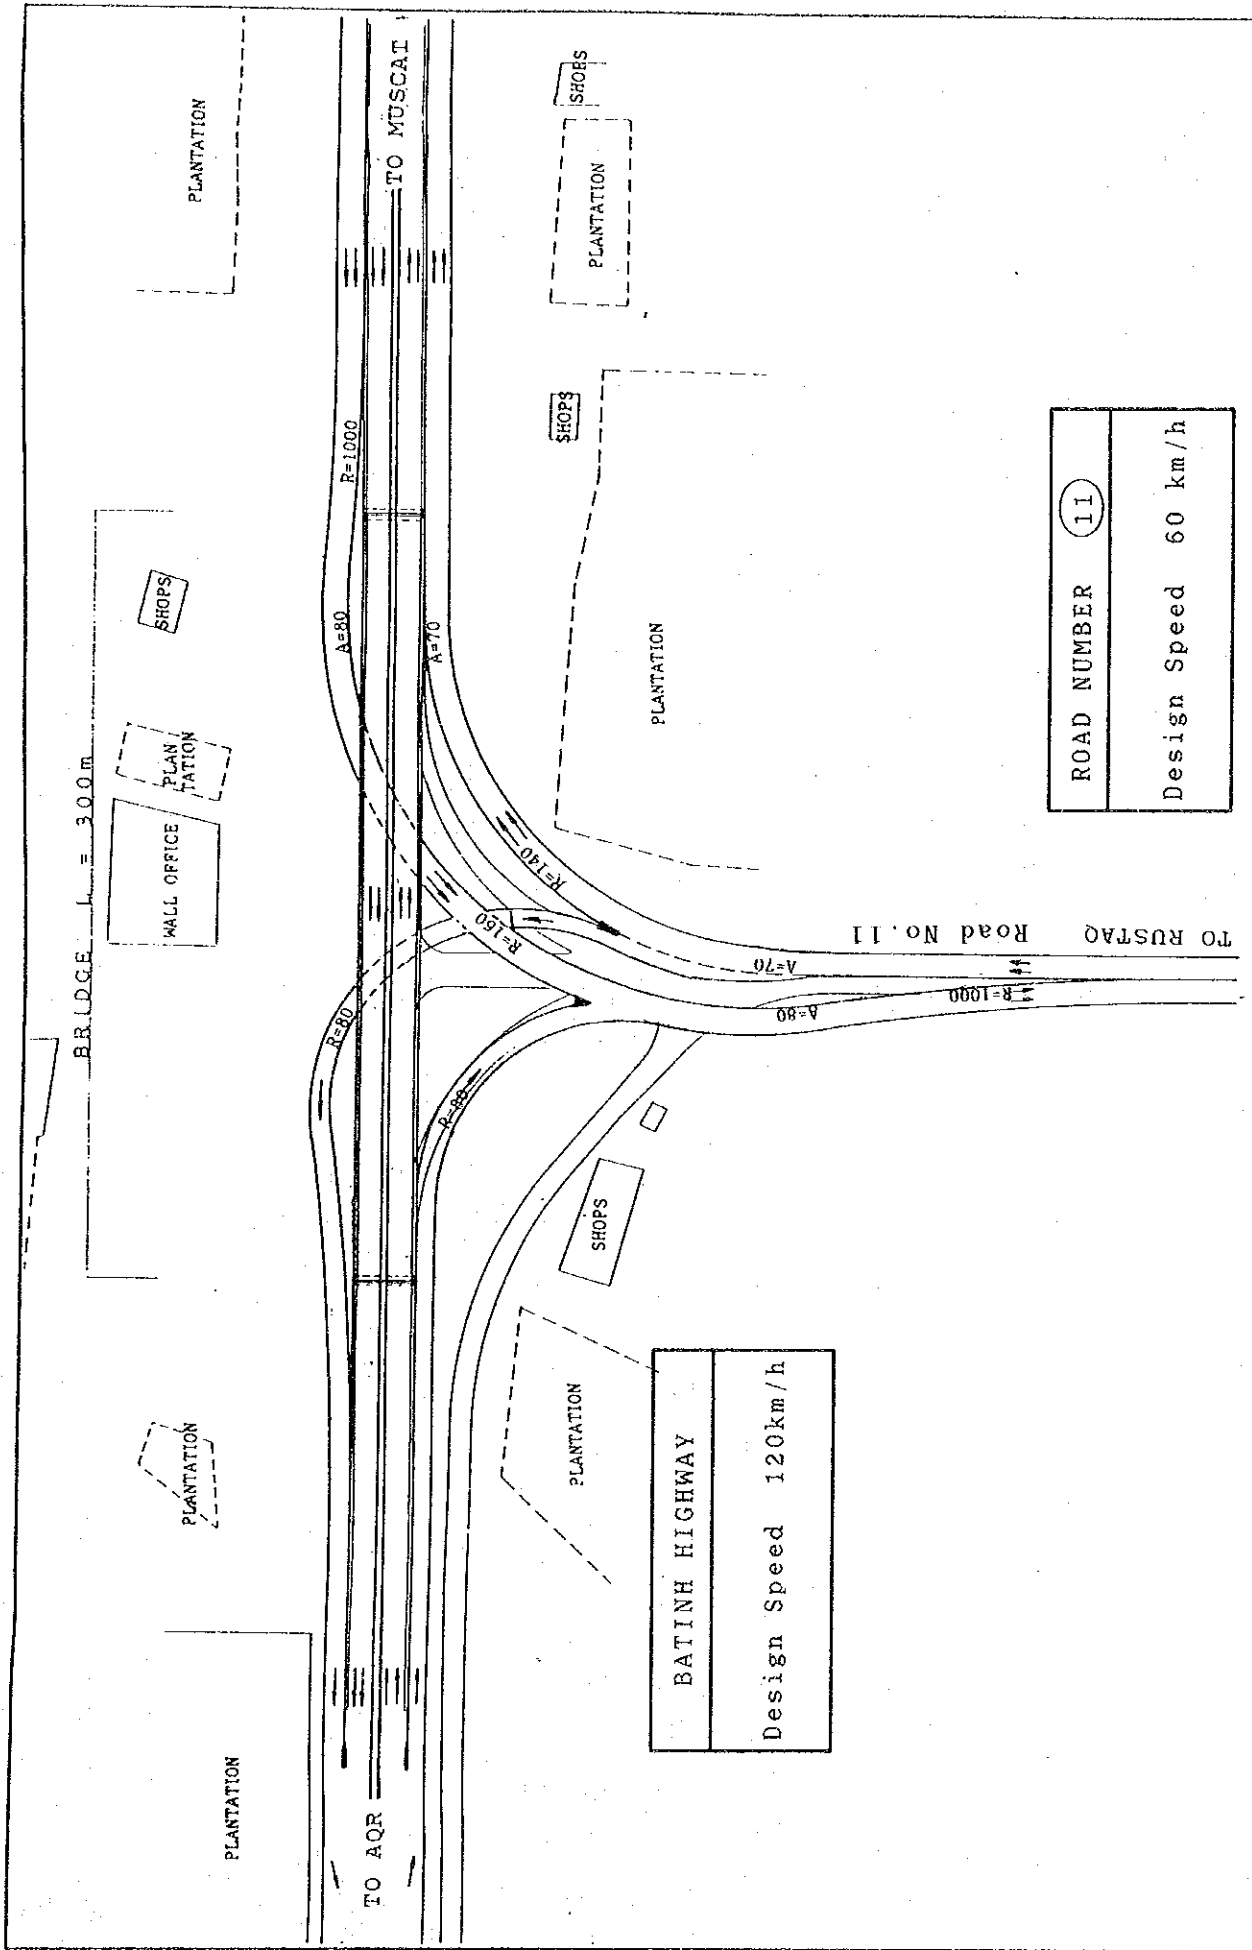 PLANTATION
TO MUSCAT
SHOPS
PLANTATION
R=1000
SHOPS
BRIDGE L = 300m
SHOPS
A=80
A=70
PLAN
TATION
PLANTATION
WALL OFFICE
R=140
R=160
R=80
R=80
A=70
A=80
R=1000
Road No.11
TO RUSTAQ
SHOPS
PLANTATION
PLANTATION
PLANTATION
TO AQR
ROAD NUMBER 11
Design Speed 60 km/h
BATINH HIGHWAY
Design Speed 120km/h